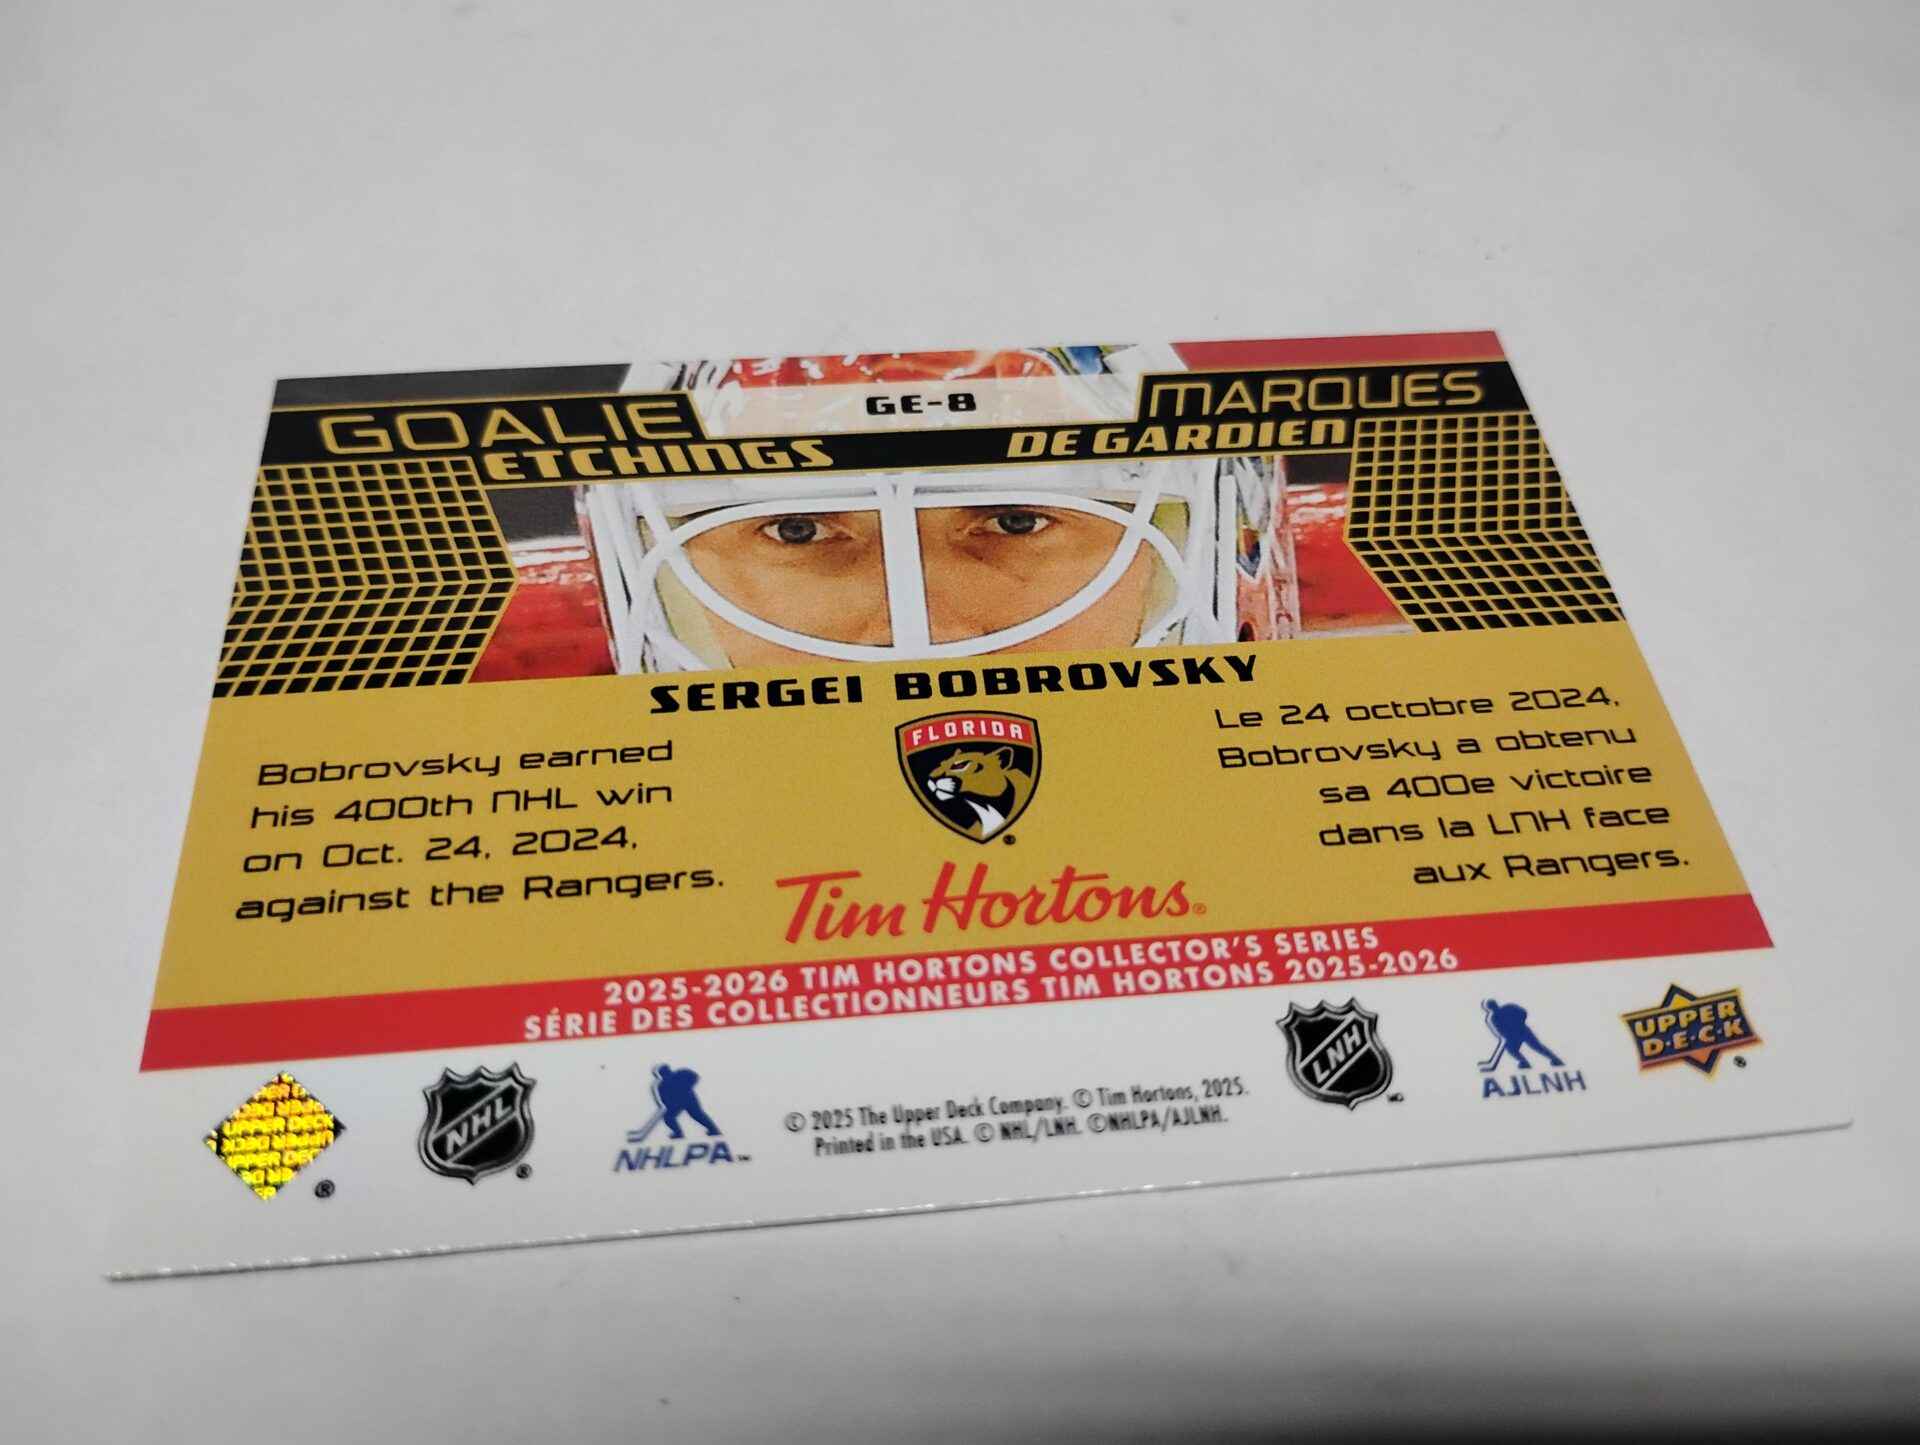 GE-8
GOALIE
ETCHINGS
MARQUES
DE GARDIEN
SERGEI BOBROVSKY
FLORIDA
®
Bobrovsky earned
his 400th NHL win
on Oct. 24, 2024,
against the Rangers.
Le 24 octobre 2024,
Bobrovsky a obtenu
sa 400e victoire
dans la LNH face
aux Rangers.
Tim Hortons®
2025-2026 TIM HORTONS COLLECTOR'S SERIES
SÉRIE DES COLLECTIONNEURS TIM HORTONS 2025-2026
UPPER DECK
®
NHL
®
NHLPA™
© 2025 The Upper Deck Company. © Tim Hortons, 2025.
Printed in the USA. © NHL/LNH. ©NHLPA/AJLNH.
LNH
AJLNH
UPPER
D·E·C·K
®